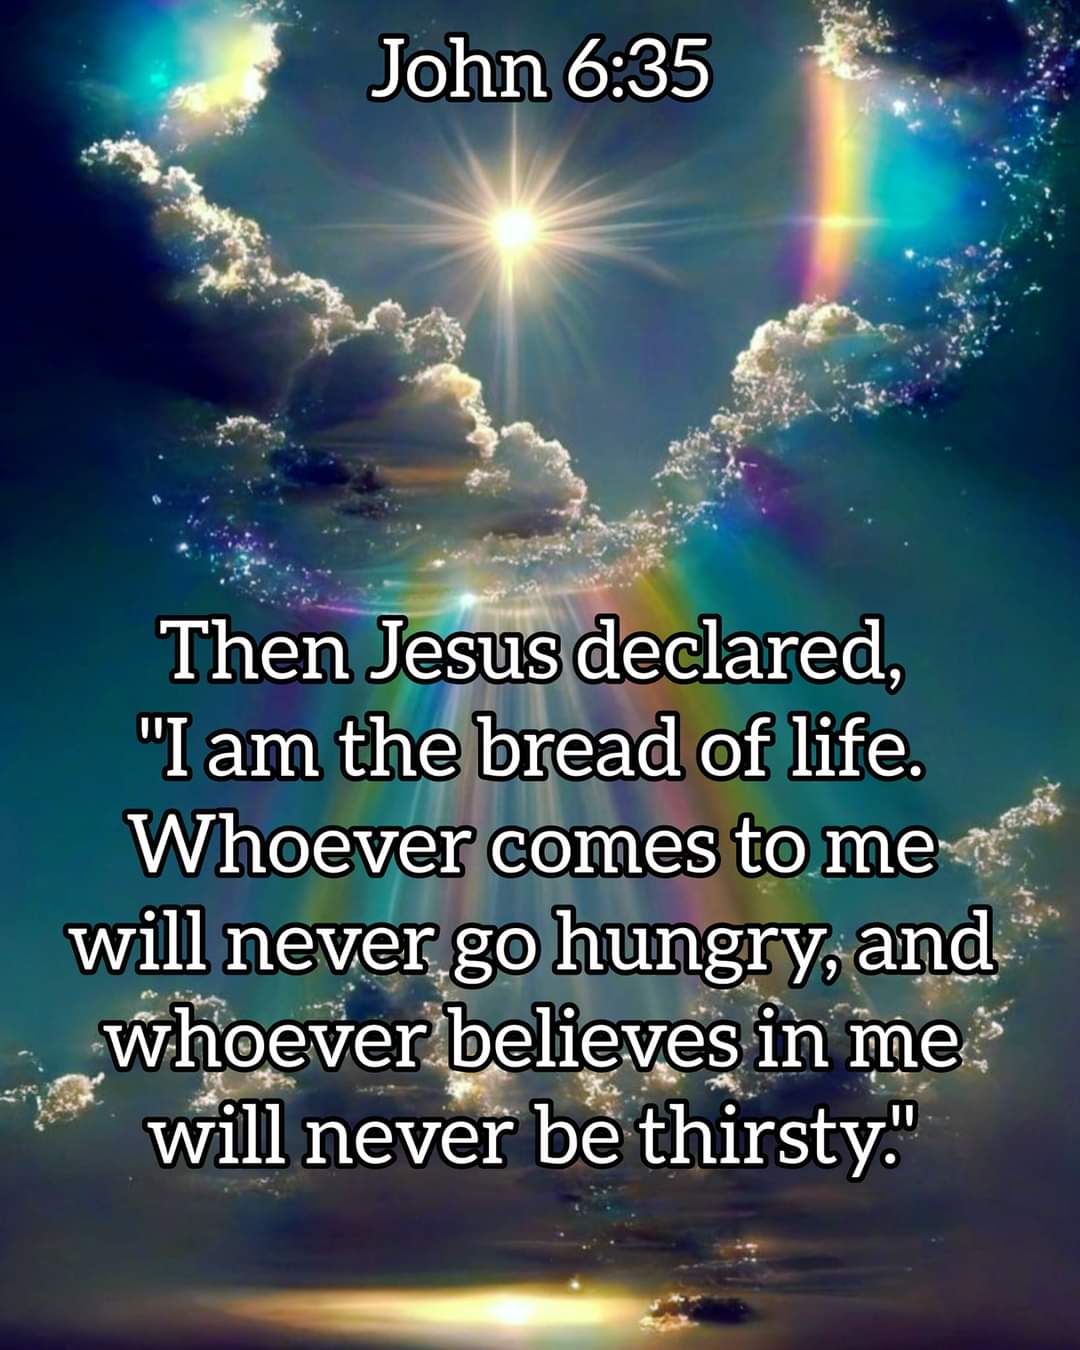 John 6:35
Then Jesus declared,
"I am the bread of life.
Whoever comes to me
will never go hungry, and
whoever believes in me
will never be thirsty."